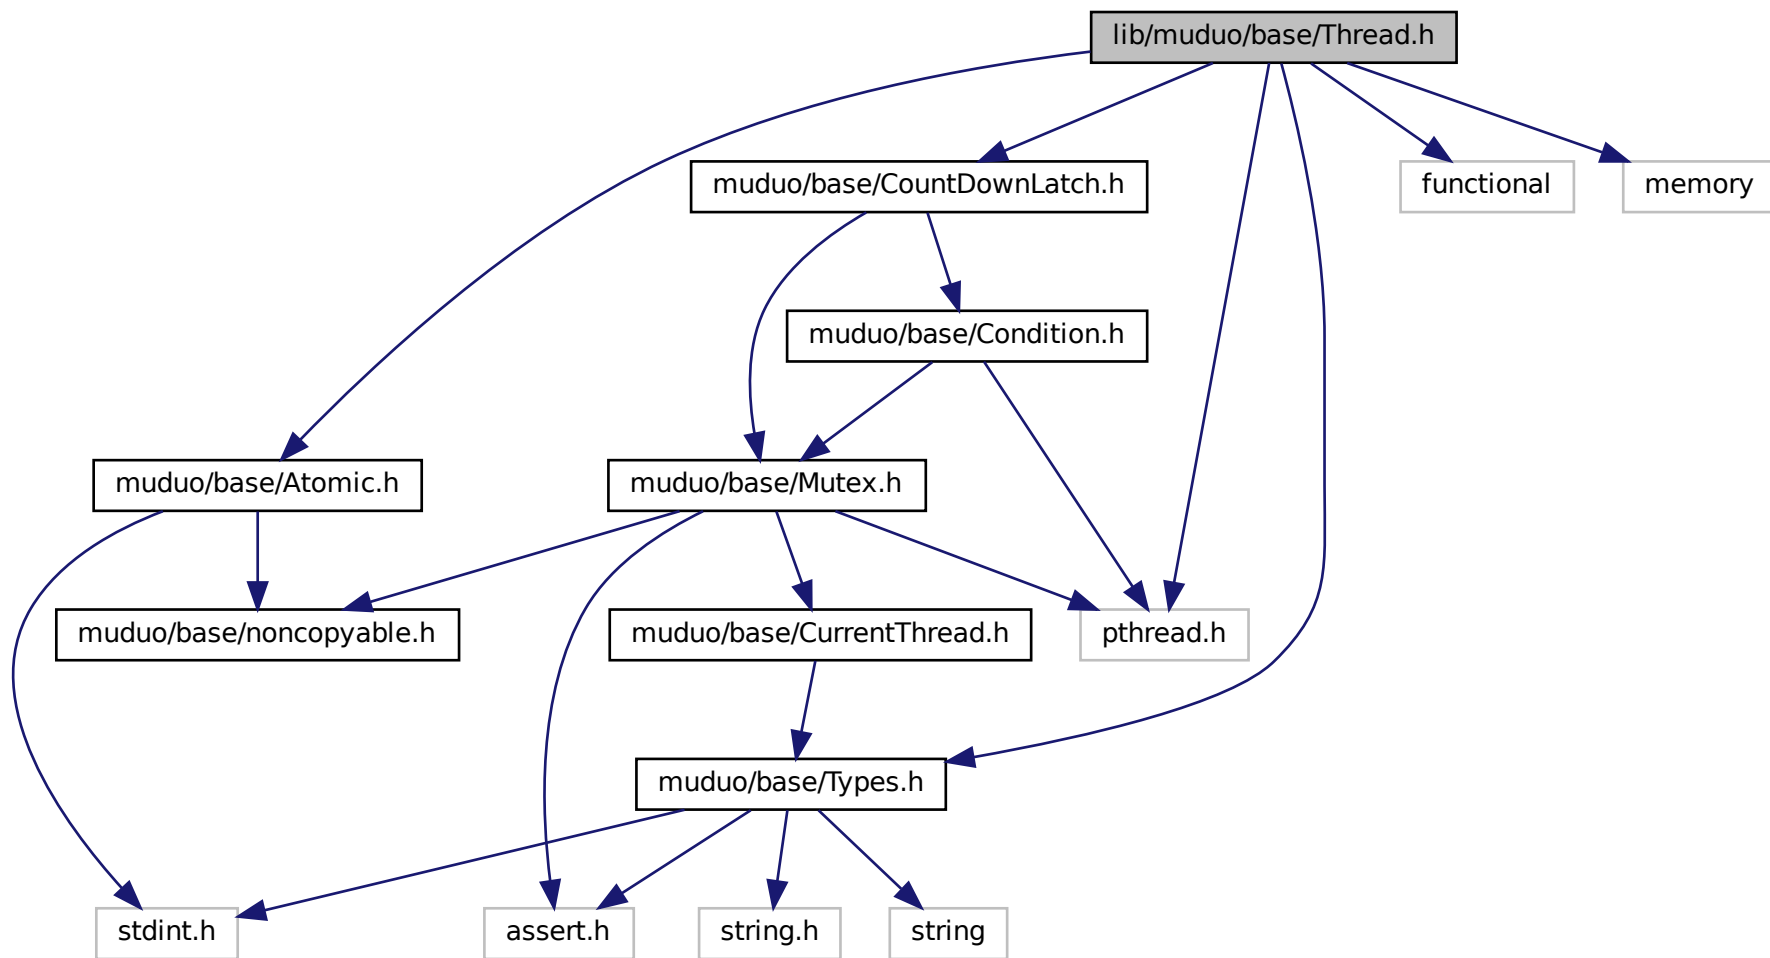 lib/muduo/base/Thread.h
muduo/base/CountDownLatch.h
functional
memory
muduo/base/Condition.h
muduo/base/Atomic.h
muduo/base/Mutex.h
muduo/base/noncopyable.h
muduo/base/CurrentThread.h
pthread.h
muduo/base/Types.h
stdint.h
assert.h
string.h
string